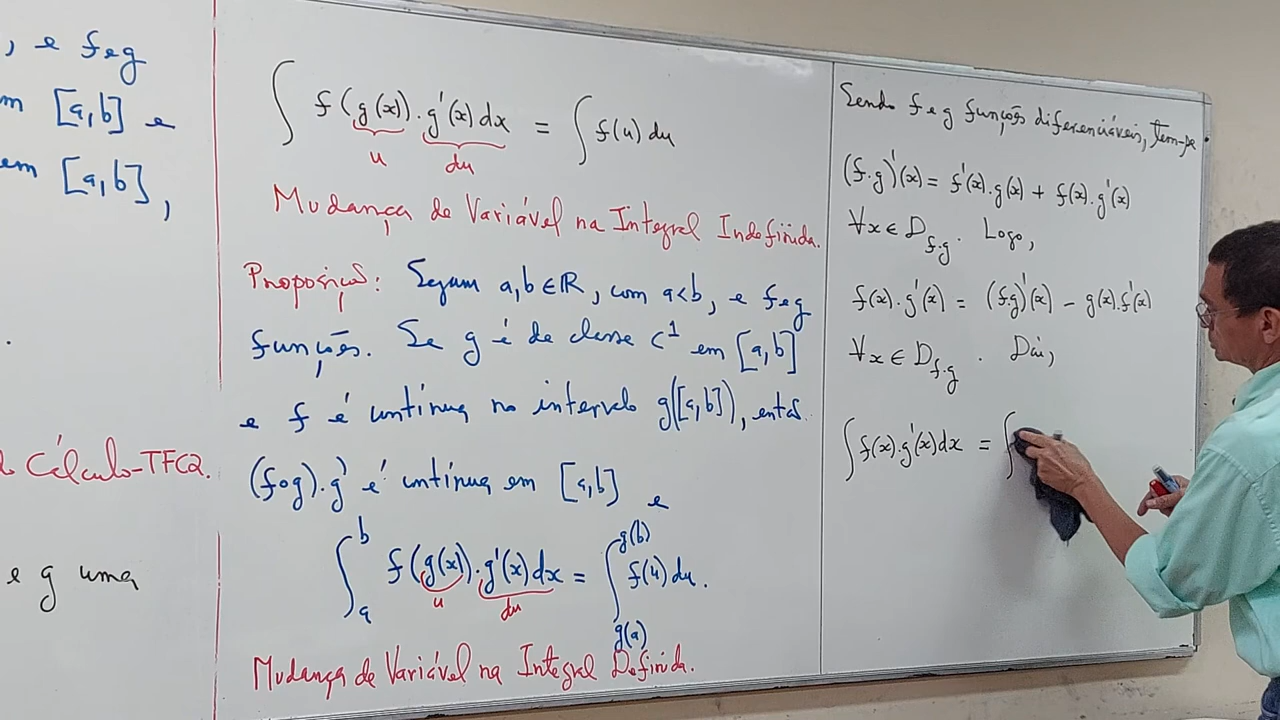 , e f e g
m [a,b] e
em [a,b],
.
Cálculo-TFC2.
e g uma
∫ f(g(x)).g'(x)dx = ∫ f(u)du
u du
Mudança de Variável na Integral Indefinida.
Proposição: Sejam a,b∈ℝ, com a<b, e f e g
funções. Se g é de classe C¹ em [a,b]
e f é contínua no intervalo g([a,b]), então
(fog).g' é contínua em [a,b] e
∫_a^b f(g(x)).g'(x)dx = ∫_{g(a)}^{g(b)} f(u)du.
u du
Mudança de Variável na Integral Definida.
Sendo f e g funções diferenciáveis, tem-se
(f.g)'(x) = f'(x).g(x) + f(x).g'(x)
∀x∈D_{f.g}. Logo,
f(x).g'(x) = (f.g)'(x) - g(x).f'(x)
∀x∈D_{f.g}. Daí,
∫f(x).g'(x)dx = ∫